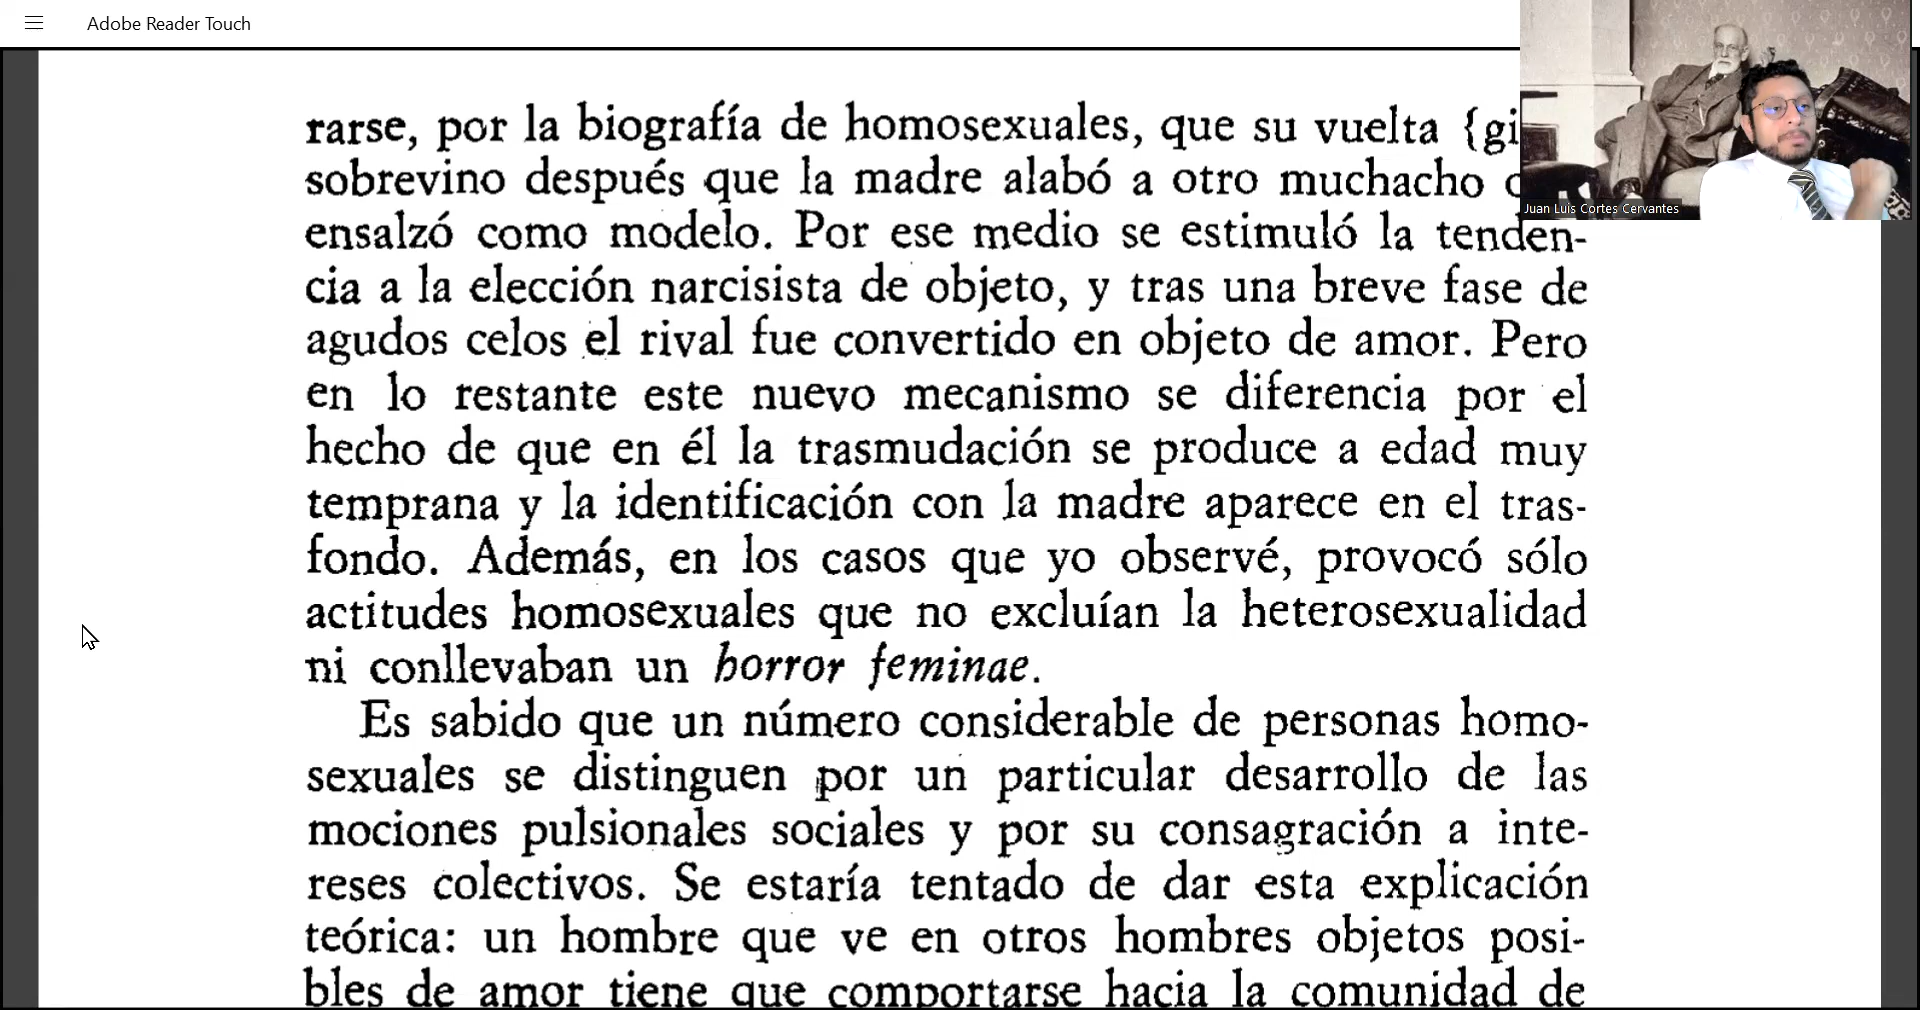 Adobe Reader Touch
rarse, por la biografía de homosexuales, que su vuelta {gi
sobrevino después que la madre alabó a otro muchacho
ensalzó como modelo. Por ese medio se estimuló la tenden-
cia a la elección narcisista de objeto, y tras una breve fase de
agudos celos el rival fue convertido en objeto de amor. Pero
en lo restante este nuevo mecanismo se diferencia por el
hecho de que en él la trasmudación se produce a edad muy
temprana y la identificación con la madre aparece en el tras-
fondo. Además, en los casos que yo observé, provocó sólo
actitudes homosexuales que no excluían la heterosexualidad
ni conllevaban un horror feminae.
Es sabido que un número considerable de personas homo-
sexuales se distinguen por un particular desarrollo de las
mociones pulsionales sociales y por su consagración a inte-
reses colectivos. Se estaría tentado de dar esta explicación
teórica: un hombre que ve en otros hombres objetos posi-
bles de amor tiene que comportarse hacia la comunidad de
Juan Luis Cortes Cervantes